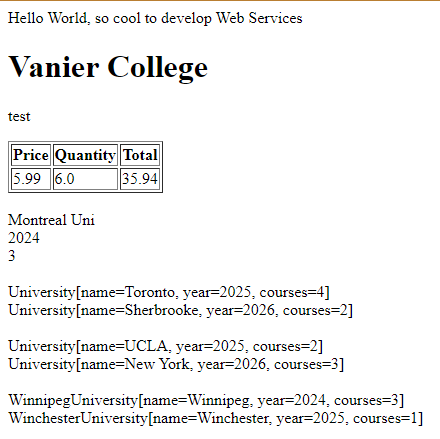 Hello World, so cool to develop Web Services
Vanier College
test
Price Quantity Total
5.99 6.0 35.94
Montreal Uni
2024
3
University[name=Toronto, year=2025, courses=4]
University[name=Sherbrooke, year=2026, courses=2]
University[name=UCLA, year=2025, courses=2]
University[name=New York, year=2026, courses=3]
WinnipegUniversity[name=Winnipeg, year=2024, courses=3]
WinchesterUniversity[name=Winchester, year=2025, courses=1]